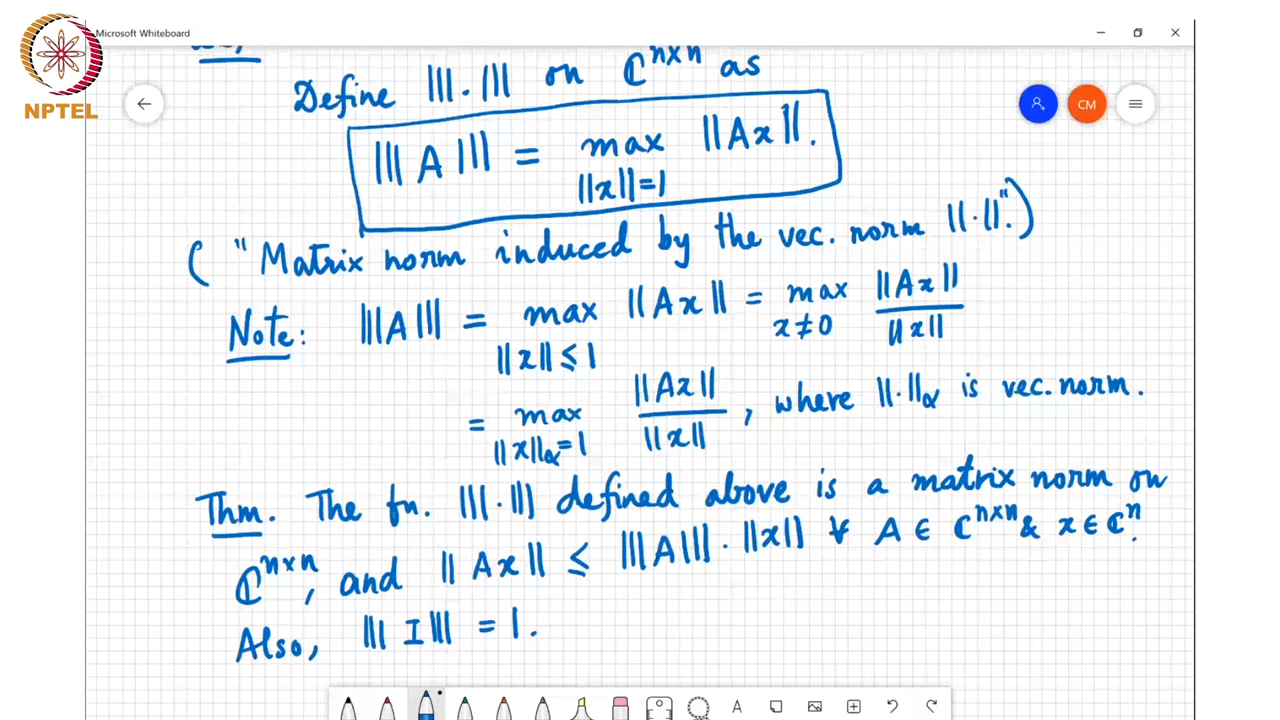 Microsoft Whiteboard
NPTEL
CM
Define |||·||| on ℂ^{n×n} as
|||A||| = max_{||x||=1} ||Ax||.
("Matrix norm induced by the vec. norm ||·||".)
Note: |||A||| = max_{||x||≤1} ||Ax|| = max_{x≠0} ||Ax||/||x||
= max_{||x||_α=1} ||Ax||/||x||, where ||·||_α is vec. norm.
Thm. The fn. |||·||| defined above is a matrix norm on
ℂ^{n×n}, and ||Ax|| ≤ |||A|||·||x|| ∀ A ∈ ℂ^{n×n} & x ∈ ℂ^n.
Also, |||I||| = 1.